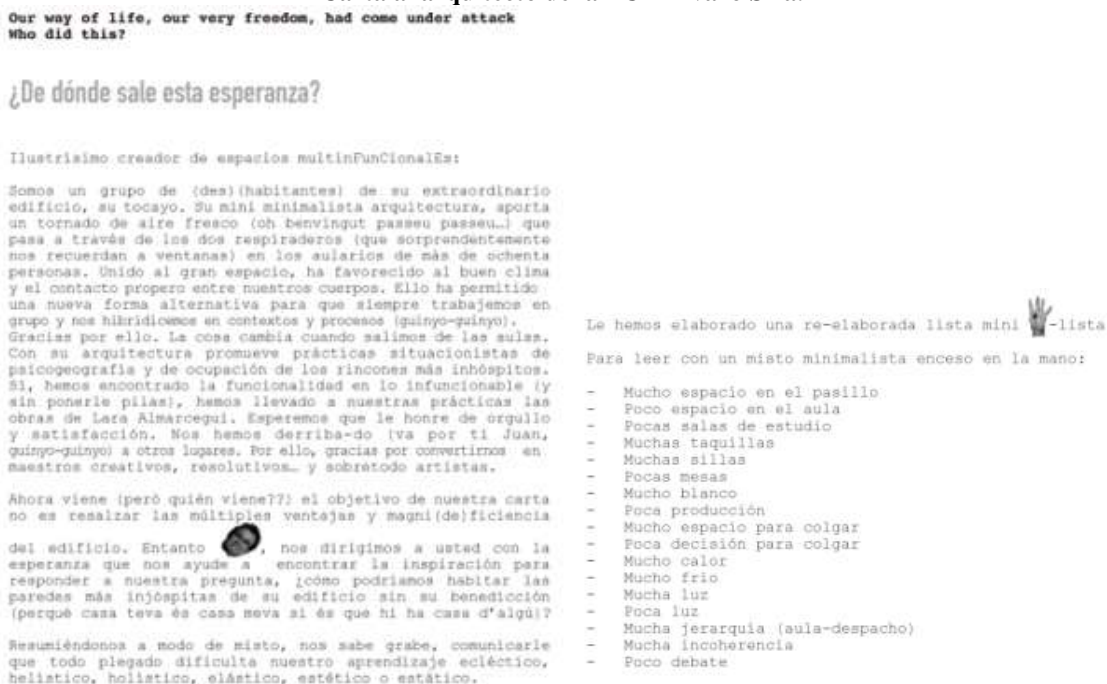 Our way of life, our very freedom, had come under attack
Who did this?
¿De dónde sale esta esperanza?
Ilustrísimo creador de espacios multinFunCionalEs:
Somos un grupo de (des)(habitantes) de su extraordinario
edificio, su tocayo. Su mini minimalista arquitectura, aporta
un tornado de aire fresco (oh benvingut passeu passeu…) que
pasa a través de los dos respiraderos (que sorprendentemente
nos recuerdan a ventanas) en los aularios de más de ochenta
personas. Unido al gran espacio, ha favorecido al buen clima
y el contacto propero entre nuestros cuerpos. Ello ha permitido
una nueva forma alternativa para que siempre trabajemos en
grupo y nos hibridicemos en contextos y procesos (guinyo-guinyo).
Gracias por ello. La cosa cambia cuando salimos de las aulas.
Con su arquitectura promueve prácticas situacionistas de
psicogeografía y de ocupación de los rincones más inhóspitos.
Sí, hemos encontrado la funcionalidad en lo infuncionable (y
sin ponerle pilas), hemos llevado a nuestras prácticas las
obras de Lara Almarcegui. Esperemos que le honre de orgullo
y satisfacción. Nos hemos derriba-do (va por ti Juan,
guinyo-guinyo) a otros lugares. Por ello, gracias por convertirnos en
maestros creativos, resolutivos… y sobretodo artistas.
Ahora viene (peró quién viene??) el objetivo de nuestra carta
no es resalzar las múltiples ventajas y magni(de)ficiencia
del edificio. Entanto , nos dirigimos a usted con la
esperanza que nos ayude a encontrar la inspiración para
responder a nuestra pregunta, ¿cómo podríamos habitar las
paredes más injóspitas de su edificio sin su benedicción
(perquè casa teva és casa meva si és que hi ha casa d'algú)?
Resumiéndonos a modo de misto, nos sabe grabe, comunicarle
que todo plegado dificulta nuestro aprendizaje ecléctico,
helístico, holístico, elástico, estético o estático.
Le hemos elaborado una re-elaborada lista mini -lista
Para leer con un misto minimalista enceso en la mano:
- Mucho espacio en el pasillo
- Poco espacio en el aula
- Pocas salas de estudio
- Muchas taquillas
- Muchas sillas
- Pocas mesas
- Mucho blanco
- Poca producción
- Mucho espacio para colgar
- Poca decisión para colgar
- Mucho calor
- Mucho frio
- Mucha luz
- Poca luz
- Mucha jerarquía (aula-despacho)
- Mucha incoherencia
- Poco debate